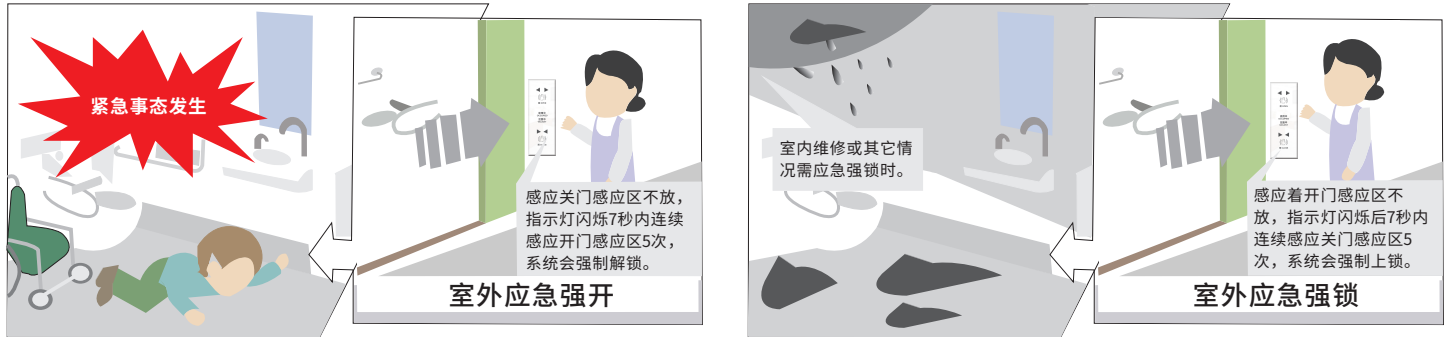 紧急事态发生
感应关门感应区不放，
指示灯闪烁7秒内连续
感应开门感应区5次，
系统会强制解锁。
室外应急强开
室内维修或其它情
况需应急强锁时。
感应着开门感应区不
放，指示灯闪烁后7秒内
连续感应关门感应区5
次，系统会强制上锁。
室外应急强锁